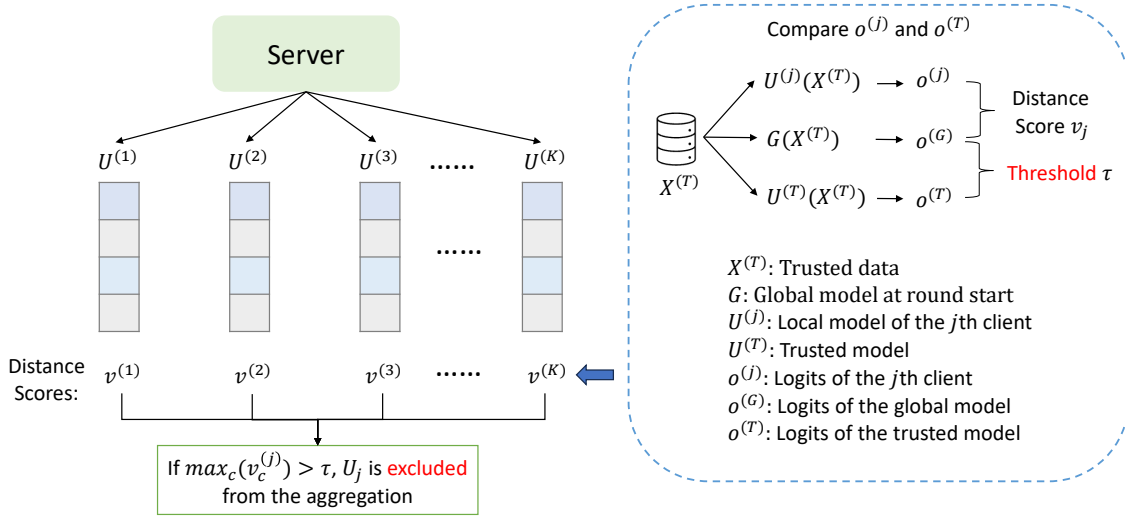 Server
U^{(1)} U^{(2)} U^{(3)} …… U^{(K)}
……
Distance Scores: v^{(1)} v^{(2)} v^{(3)} …… v^{(K)}
If max_c(v_c^{(j)}) > τ, U_j is excluded
from the aggregation
Compare o^{(j)} and o^{(T)}
X^{(T)}
U^{(j)}(X^{(T)}) o^{(j)}
G(X^{(T)}) o^{(G)}
U^{(T)}(X^{(T)}) o^{(T)}
Distance
Score v_j
Threshold τ
X^{(T)}: Trusted data
G: Global model at round start
U^{(j)}: Local model of the jth client
U^{(T)}: Trusted model
o^{(j)}: Logits of the jth client
o^{(G)}: Logits of the global model
o^{(T)}: Logits of the trusted model